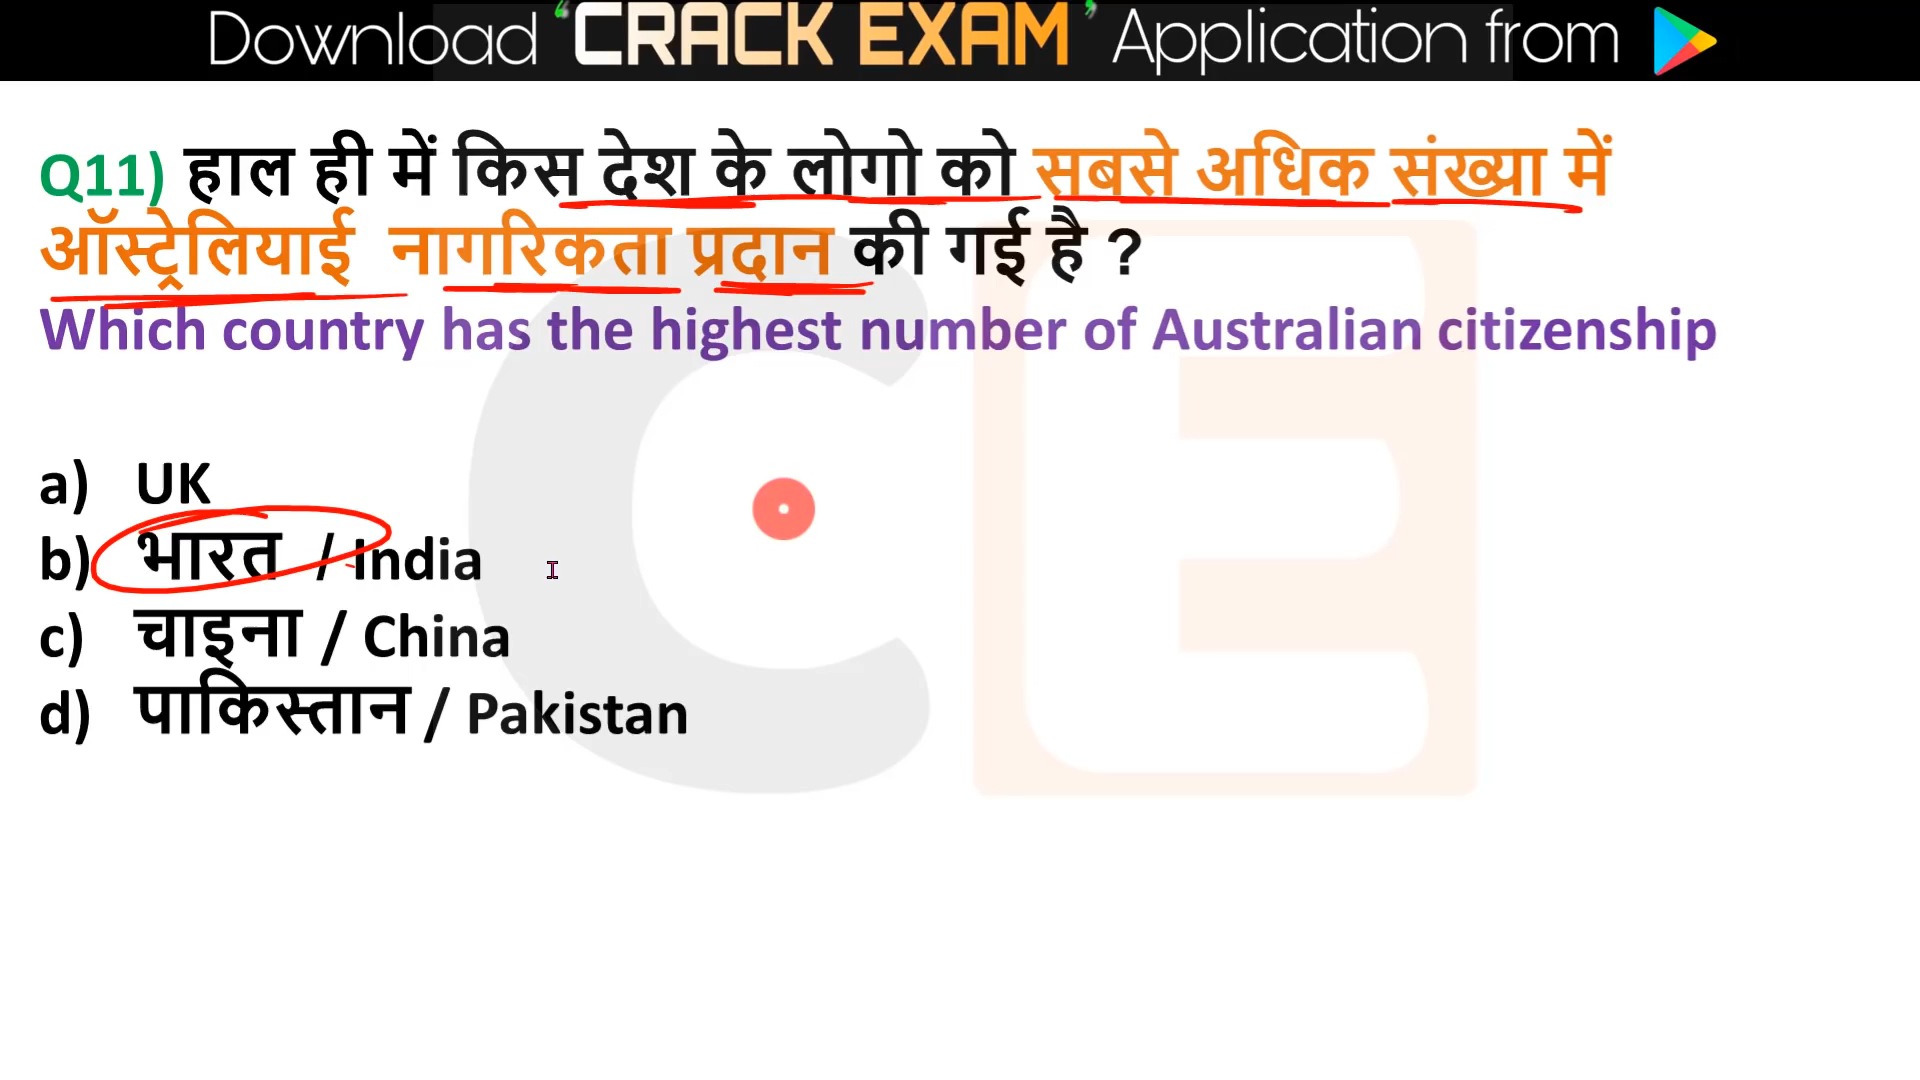 Download ‘CRACK EXAM’ Application from
Q11) हाल ही में किस देश के लोगो को सबसे अधिक संख्या में
ऑस्ट्रेलियाई नागरिकता प्रदान की गई है ?
Which country has the highest number of Australian citizenship
a) UK
b) भारत / India
c) चाइना / China
d) पाकिस्तान / Pakistan
CE